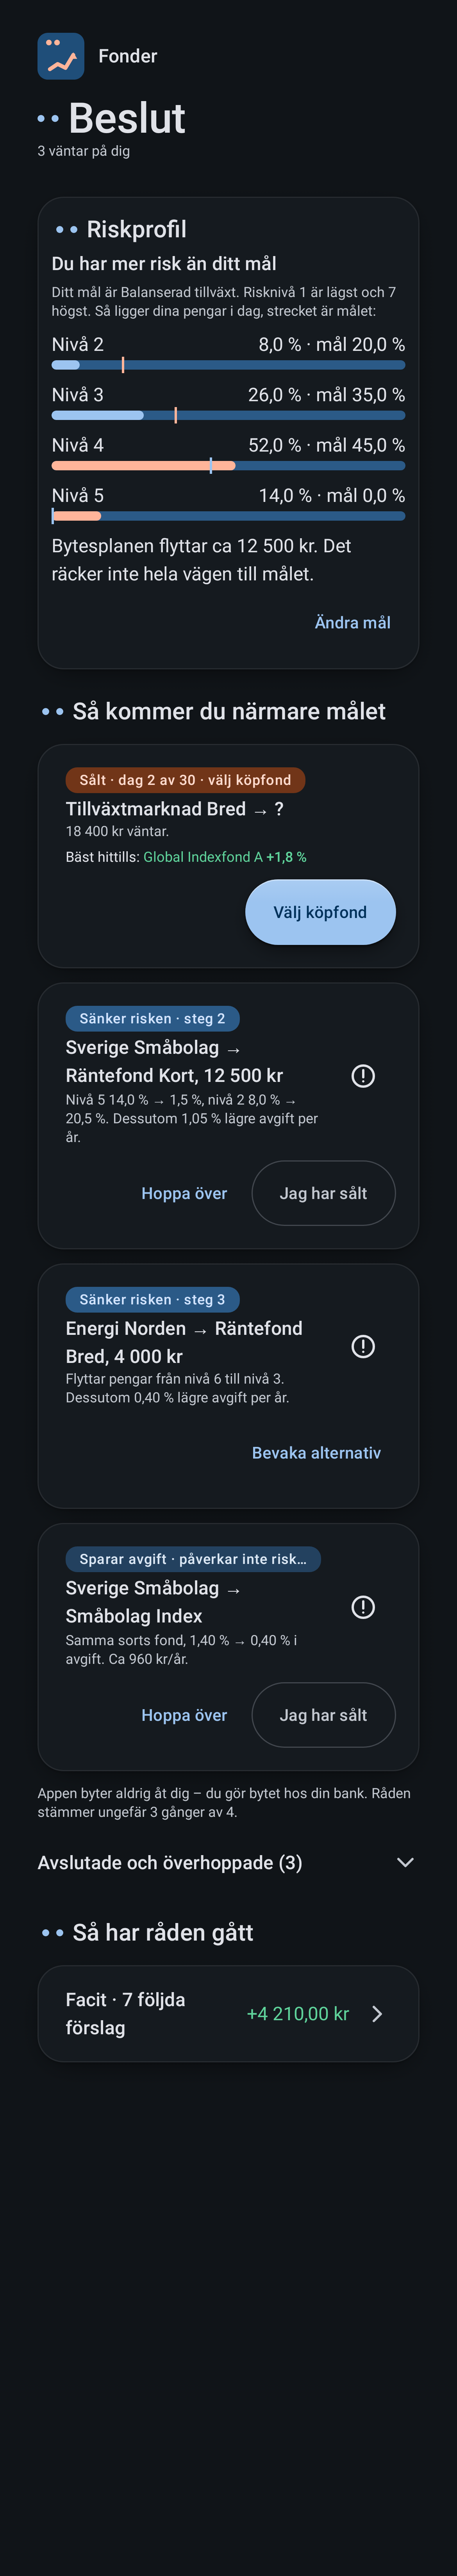 Fonder
Beslut
3 väntar på dig
Riskprofil
Du har mer risk än ditt mål
Ditt mål är Balanserad tillväxt. Risknivå 1 är lägst och 7
högst. Så ligger dina pengar i dag, strecket är målet:
Nivå 2 8,0 % · mål 20,0 %
Nivå 3 26,0 % · mål 35,0 %
Nivå 4 52,0 % · mål 45,0 %
Nivå 5 14,0 % · mål 0,0 %
Bytesplanen flyttar ca 12 500 kr. Det
räcker inte hela vägen till målet.
Ändra mål
Så kommer du närmare målet
Sålt · dag 2 av 30 · välj köpfond
Tillväxtmarknad Bred → ?
18 400 kr väntar.
Bäst hittills: Global Indexfond A +1,8 %
Välj köpfond
Sänker risken · steg 2
Sverige Småbolag →
Räntefond Kort, 12 500 kr
Nivå 5 14,0 % → 1,5 %, nivå 2 8,0 % →
20,5 %. Dessutom 1,05 % lägre avgift per
år.
Hoppa över Jag har sålt
Sänker risken · steg 3
Energi Norden → Räntefond
Bred, 4 000 kr
Flyttar pengar från nivå 6 till nivå 3.
Dessutom 0,40 % lägre avgift per år.
Bevaka alternativ
Sparar avgift · påverkar inte risk…
Sverige Småbolag →
Småbolag Index
Samma sorts fond, 1,40 % → 0,40 % i
avgift. Ca 960 kr/år.
Hoppa över Jag har sålt
Appen byter aldrig åt dig – du gör bytet hos din bank. Råden
stämmer ungefär 3 gånger av 4.
Avslutade och överhoppade (3)
Så har råden gått
Facit · 7 följda
förslag
+4 210,00 kr